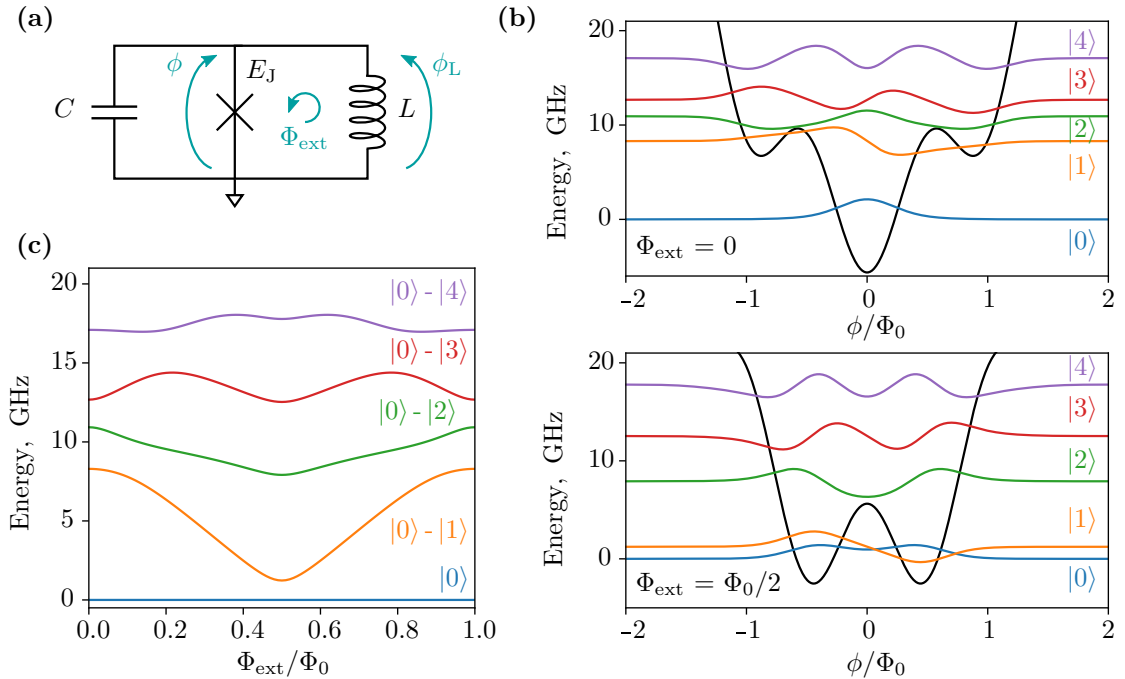 (a)
C
ϕ
E_J
Φ_ext
L
ϕ_L
(b)
Energy, GHz
20
10
0
|4⟩
|3⟩
|2⟩
|1⟩
|0⟩
Φ_ext = 0
−2 −1 0 1 2
ϕ/Φ_0
Energy, GHz
20
10
0
|4⟩
|3⟩
|2⟩
|1⟩
|0⟩
Φ_ext = Φ_0/2
−2 −1 0 1 2
ϕ/Φ_0
(c)
Energy, GHz
20
15
10
5
0
|0⟩ - |4⟩
|0⟩ - |3⟩
|0⟩ - |2⟩
|0⟩ - |1⟩
|0⟩
0.0 0.2 0.4 0.6 0.8 1.0
Φ_ext/Φ_0